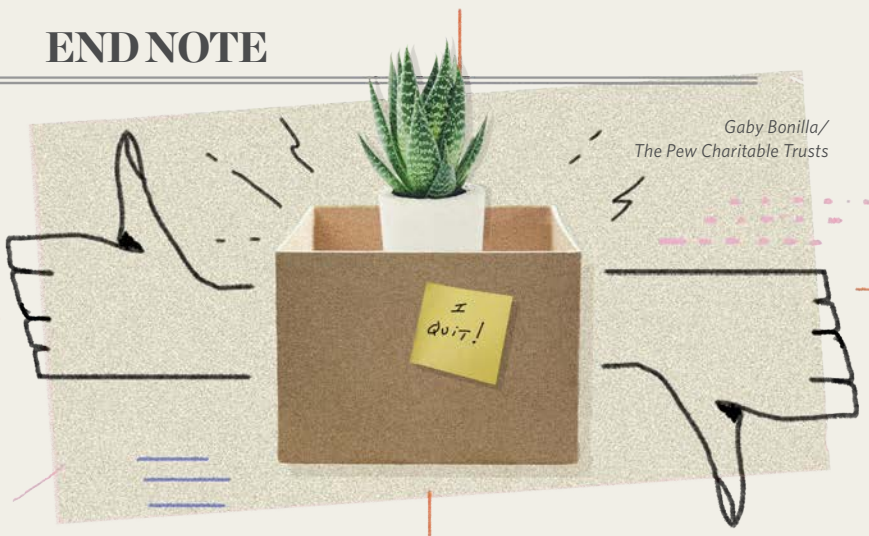 END NOTE
Gaby Bonilla/
The Pew Charitable Trusts
I
QUIT!